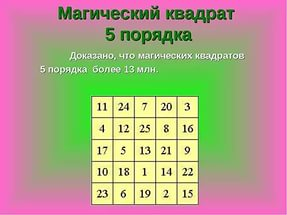 Магический квадрат
5 порядка
Доказано, что магических квадратов
5 порядка более 13 млн.
11 24 7 20 3
4 12 25 8 16
17 5 13 21 9
10 18 1 14 22
23 6 19 2 15